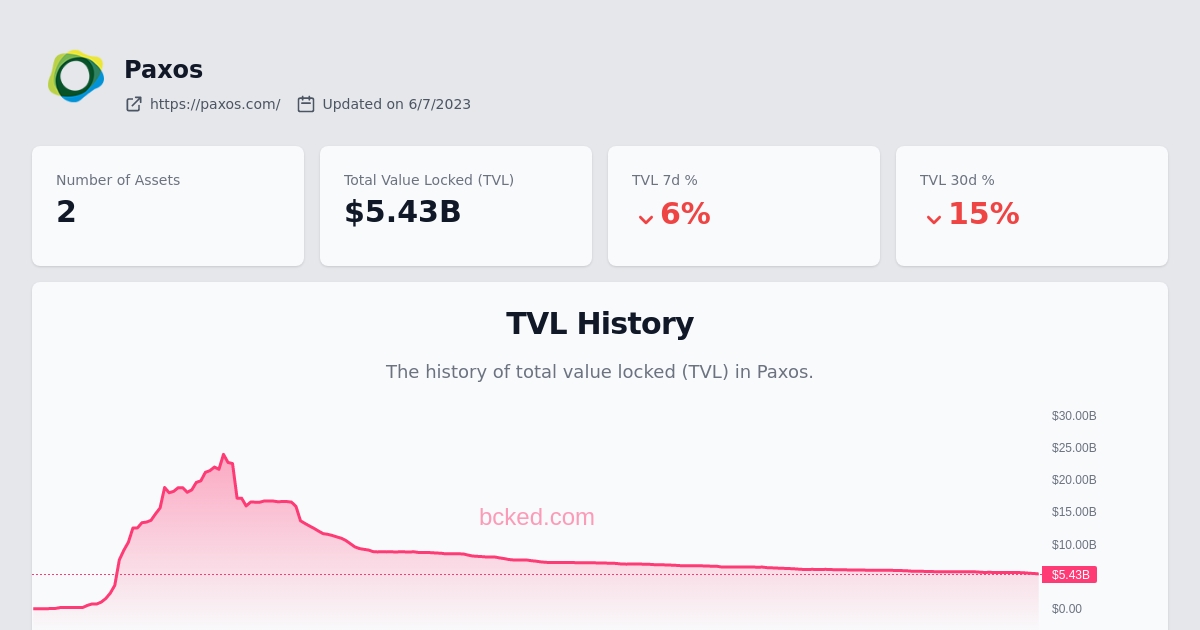 Paxos
https://paxos.com/ Updated on 6/7/2023
Number of Assets
2
Total Value Locked (TVL)
$5.43B
TVL 7d %
6%
TVL 30d %
15%
TVL History
The history of total value locked (TVL) in Paxos.
$30.00B
$25.00B
$20.00B
$15.00B
bcked.com
$10.00B
$5.43B
$0.00